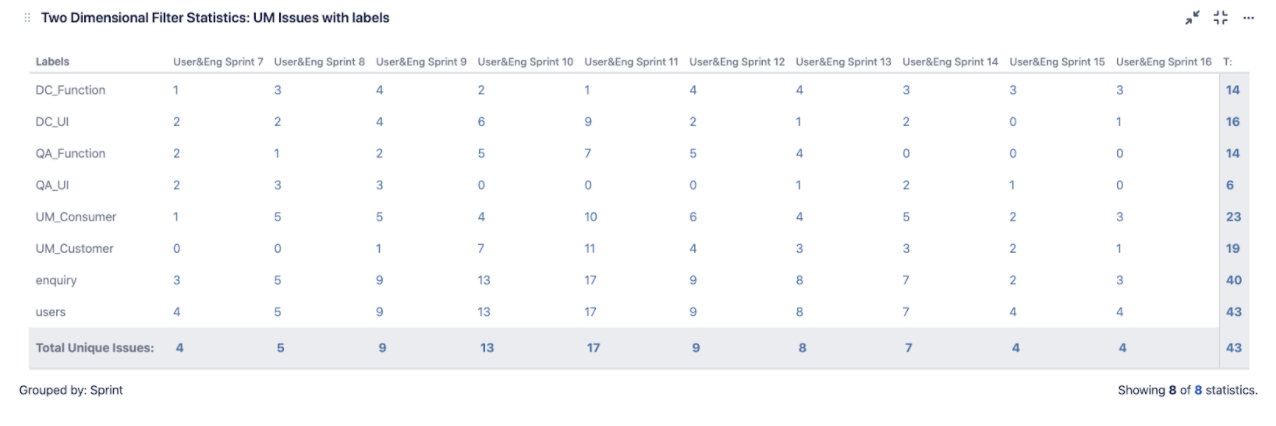 Two Dimensional Filter Statistics: UM Issues with labels
Labels User&Eng Sprint 7 User&Eng Sprint 8 User&Eng Sprint 9 User&Eng Sprint 10 User&Eng Sprint 11 User&Eng Sprint 12 User&Eng Sprint 13 User&Eng Sprint 14 User&Eng Sprint 15 User&Eng Sprint 16 T:
DC_Function 1 3 4 2 1 4 4 3 3 3 14
DC_UI 2 2 4 6 9 2 1 2 0 1 16
QA_Function 2 1 2 5 7 5 4 0 0 0 14
QA_UI 2 3 3 0 0 0 1 2 1 0 6
UM_Consumer 1 5 5 4 10 6 4 5 2 3 23
UM_Customer 0 0 1 7 11 4 3 3 2 1 19
enquiry 3 5 9 13 17 9 8 7 2 3 40
users 4 5 9 13 17 9 8 7 4 4 43
Total Unique Issues: 4 5 9 13 17 9 8 7 4 4 43
Grouped by: Sprint Showing 8 of 8 statistics.